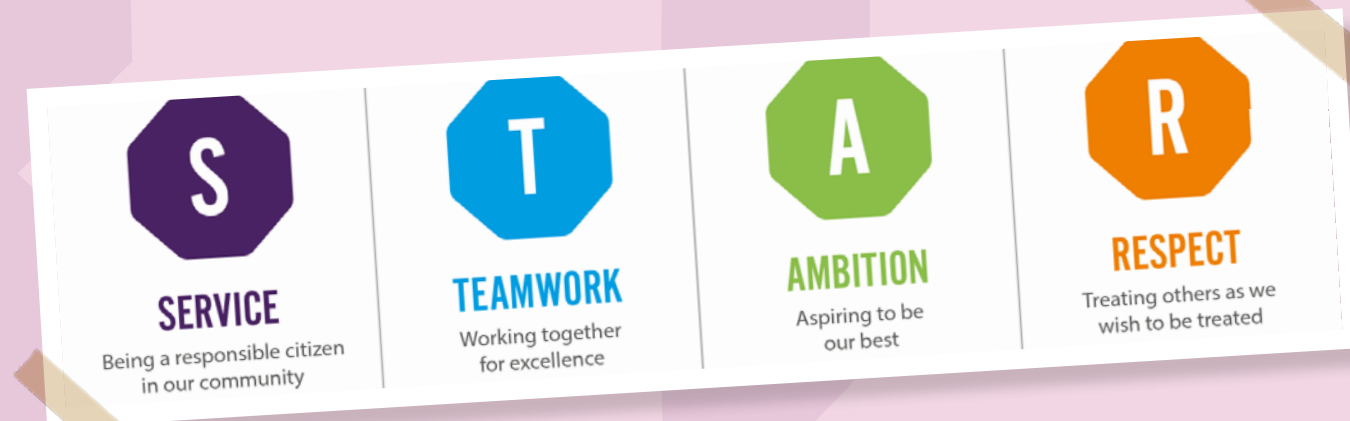 S
SERVICE
Being a responsible citizen
in our community
T
TEAMWORK
Working together
for excellence
A
AMBITION
Aspiring to be
our best
R
RESPECT
Treating others as we
wish to be treated